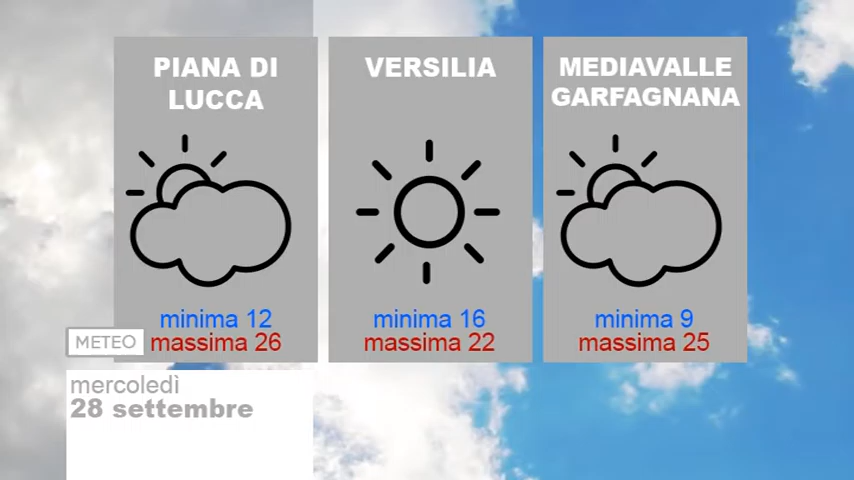 PIANA DI
LUCCA
minima 12
massima 26
VERSILIA
minima 16
massima 22
MEDIAVALLE
GARFAGNANA
minima 9
massima 25
METEO
mercoledì
28 settembre